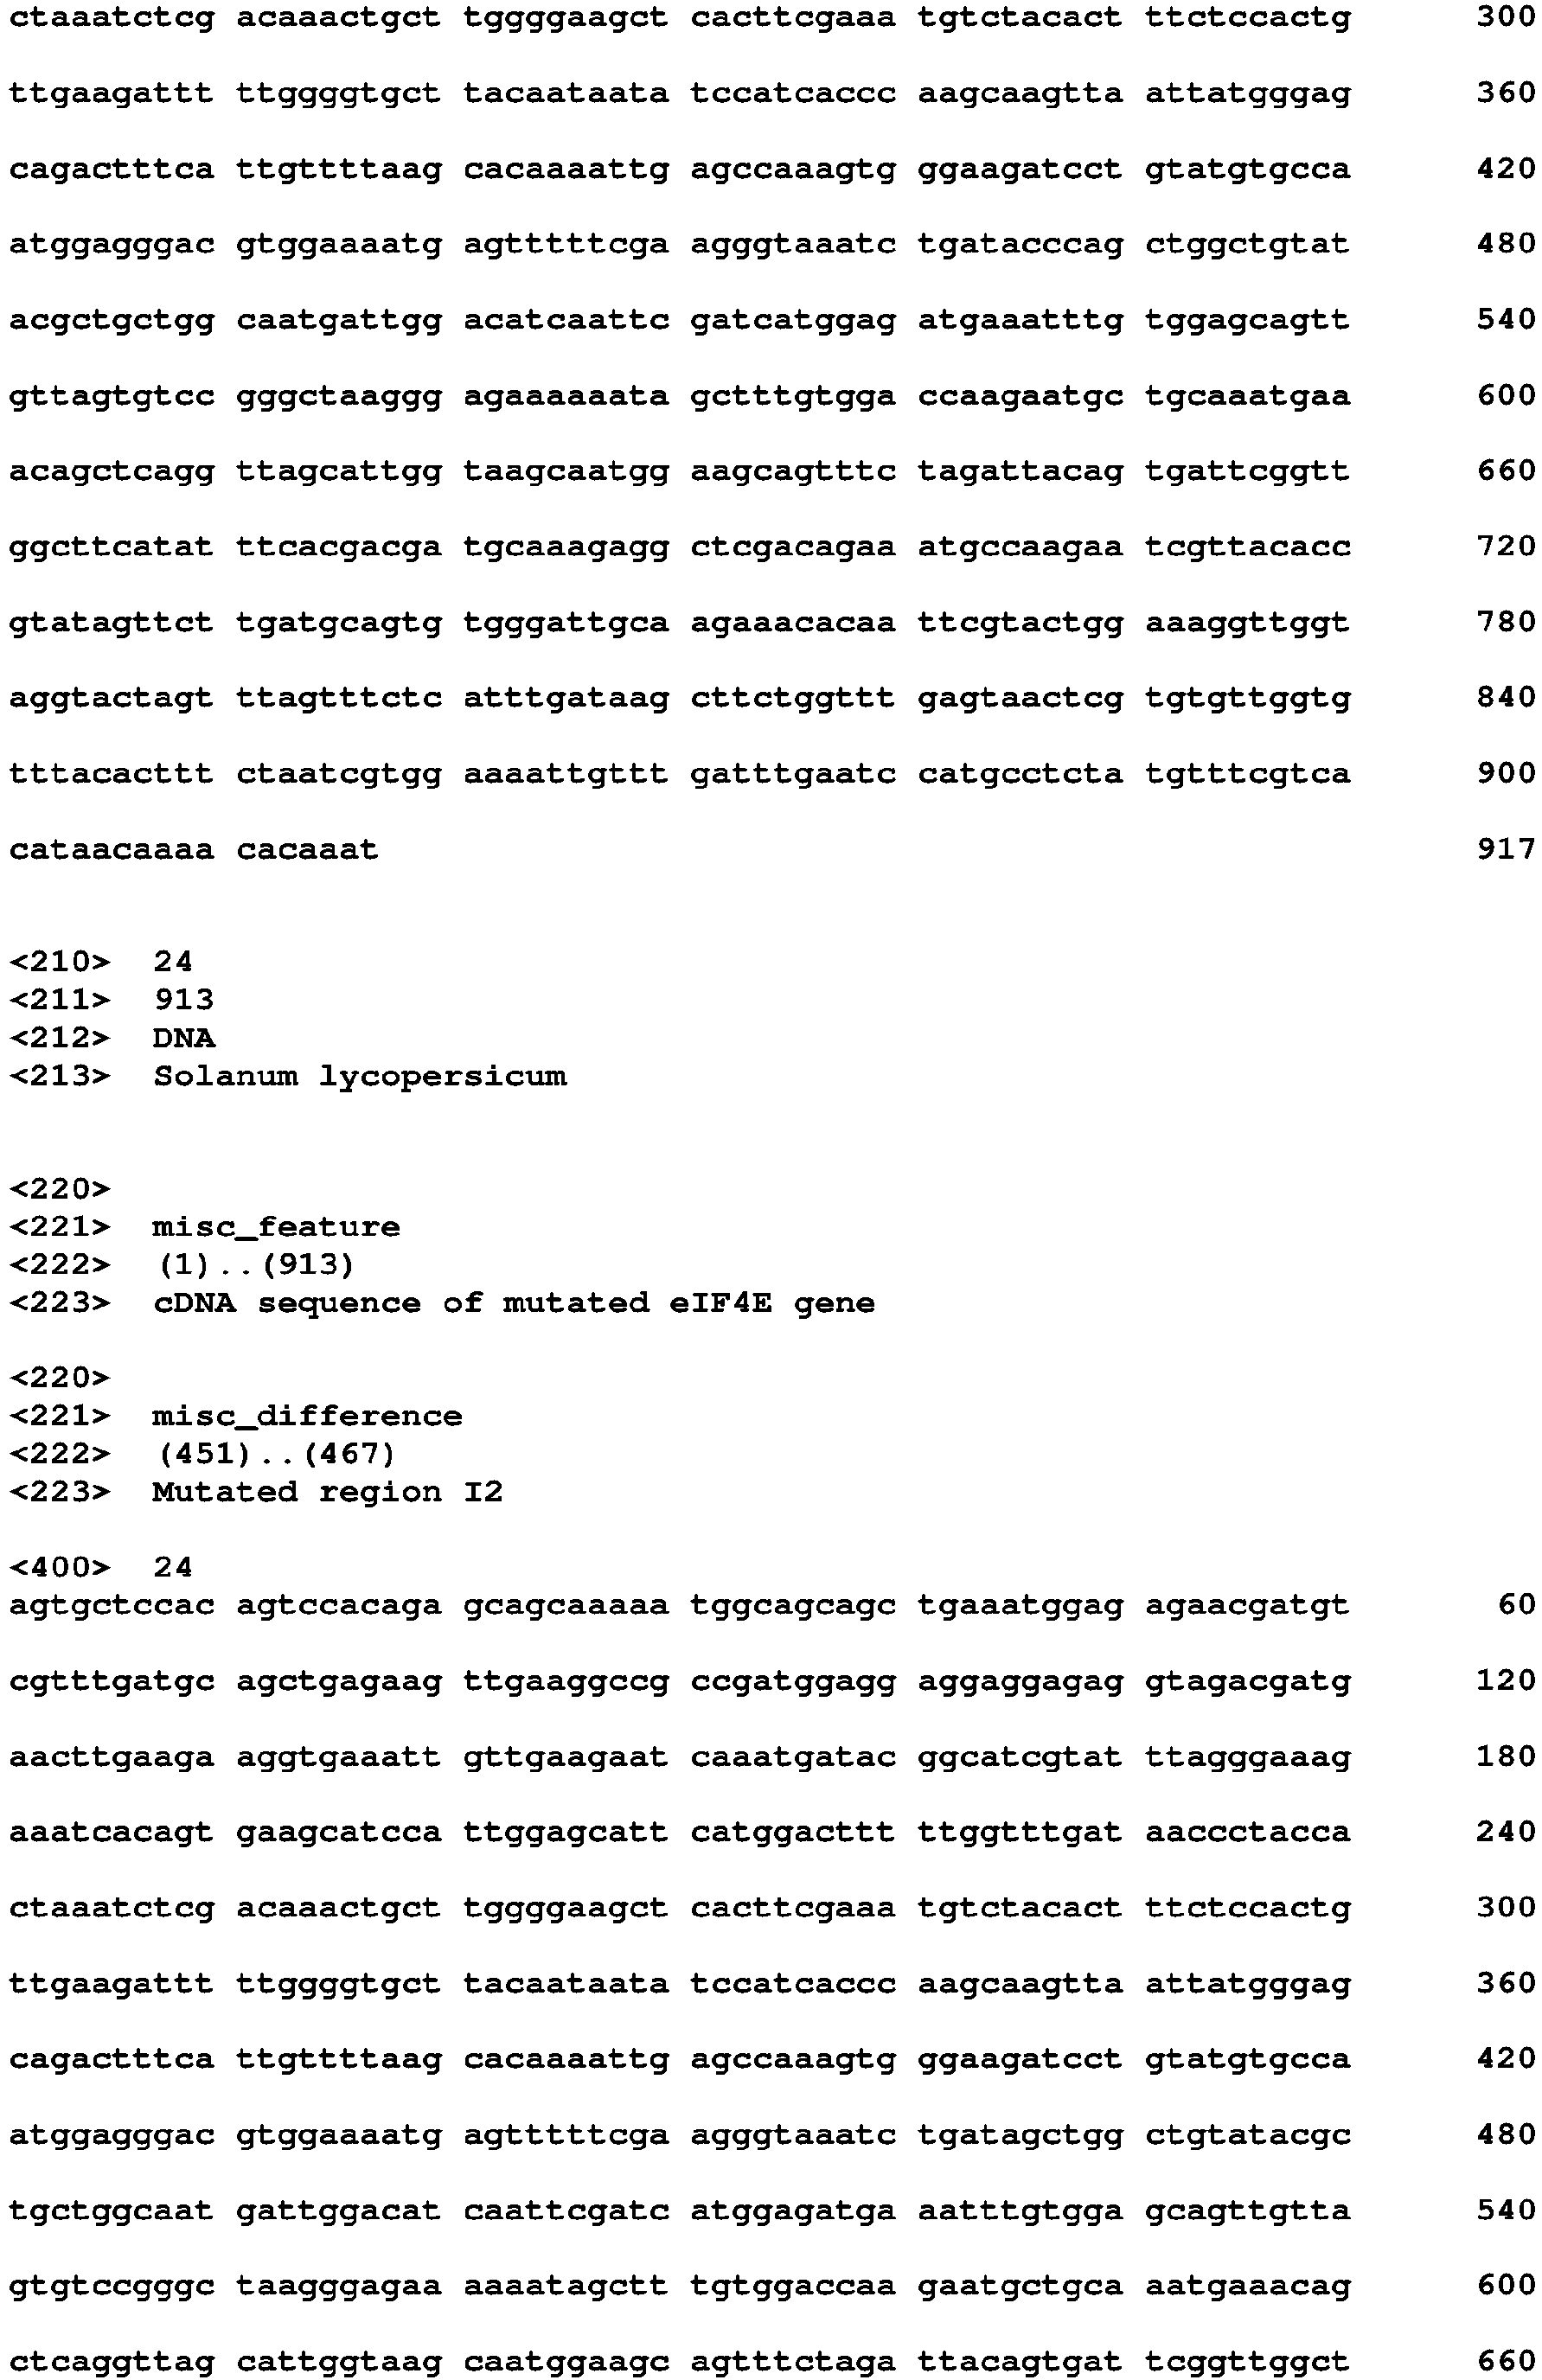 ctaaatctcg acaaactgct tggggaagct cacttcgaaa tgtctacact ttctccactg 300
ttgaagattt ttggggtgct tacaataata tccatcaccc aagcaagtta attatgggag 360
cagactttca ttgttttaag cacaaaattg agccaaagtg ggaagatcct gtatgtgcca 420
atggagggac gtggaaaatg agtttttcga agggtaaatc tgatacccag ctggctgtat 480
acgctgctgg caatgattgg acatcaattc gatcatggag atgaaatttg tggagcagtt 540
gttagtgtcc gggctaaggg agaaaaaata gctttgtgga ccaagaatgc tgcaaatgaa 600
acagctcagg ttagcattgg taagcaatgg aagcagtttc tagattacag tgattcggtt 660
ggcttcatat ttcacgacga tgcaaagagg ctcgacagaa atgccaagaa tcgttacacc 720
gtatagttct tgatgcagtg tgggattgca agaaacacaa ttcgtactgg aaaggttggt 780
aggtactagt ttagtttctc atttgataag cttctggttt gagtaactcg tgtgttggtg 840
tttacacttt ctaatcgtgg aaaattgttt gatttgaatc catgcctcta tgtttcgtca 900
cataacaaaa cacaaat 917
<210> 24
<211> 913
<212> DNA
<213> Solanum lycopersicum
<220>
<221> misc_feature
<222> (1)..(913)
<223> cDNA sequence of mutated eIF4E gene
<220>
<221> misc_difference
<222> (451)..(467)
<223> Mutated region I2
<400> 24
agtgctccac agtccacaga gcagcaaaaa tggcagcagc tgaaatggag agaacgatgt 60
cgtttgatgc agctgagaag ttgaaggccg ccgatggagg aggaggagag gtagacgatg 120
aacttgaaga aggtgaaatt gttgaagaat caaatgatac ggcatcgtat ttagggaaag 180
aaatcacagt gaagcatcca ttggagcatt catggacttt ttggtttgat aaccctacca 240
ctaaatctcg acaaactgct tggggaagct cacttcgaaa tgtctacact ttctccactg 300
ttgaagattt ttggggtgct tacaataata tccatcaccc aagcaagtta attatgggag 360
cagactttca ttgttttaag cacaaaattg agccaaagtg ggaagatcct gtatgtgcca 420
atggagggac gtggaaaatg agtttttcga agggtaaatc tgatagctgg ctgtatacgc 480
tgctggcaat gattggacat caattcgatc atggagatga aatttgtgga gcagttgtta 540
gtgtccgggc taagggagaa aaaatagctt tgtggaccaa gaatgctgca aatgaaacag 600
ctcaggttag cattggtaag caatggaagc agtttctaga ttacagtgat tcggttggct 660